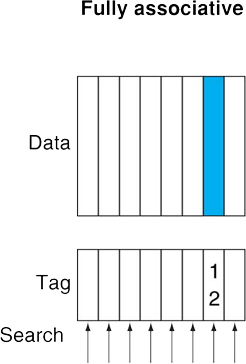 Fully associative
Data
Tag
1
2
Search